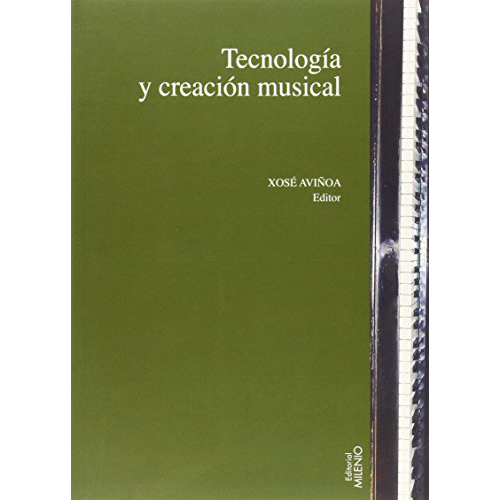 Tecnología
y creación musical
XOSÉ AVIÑOA
Editor
Editorial
MILENIO